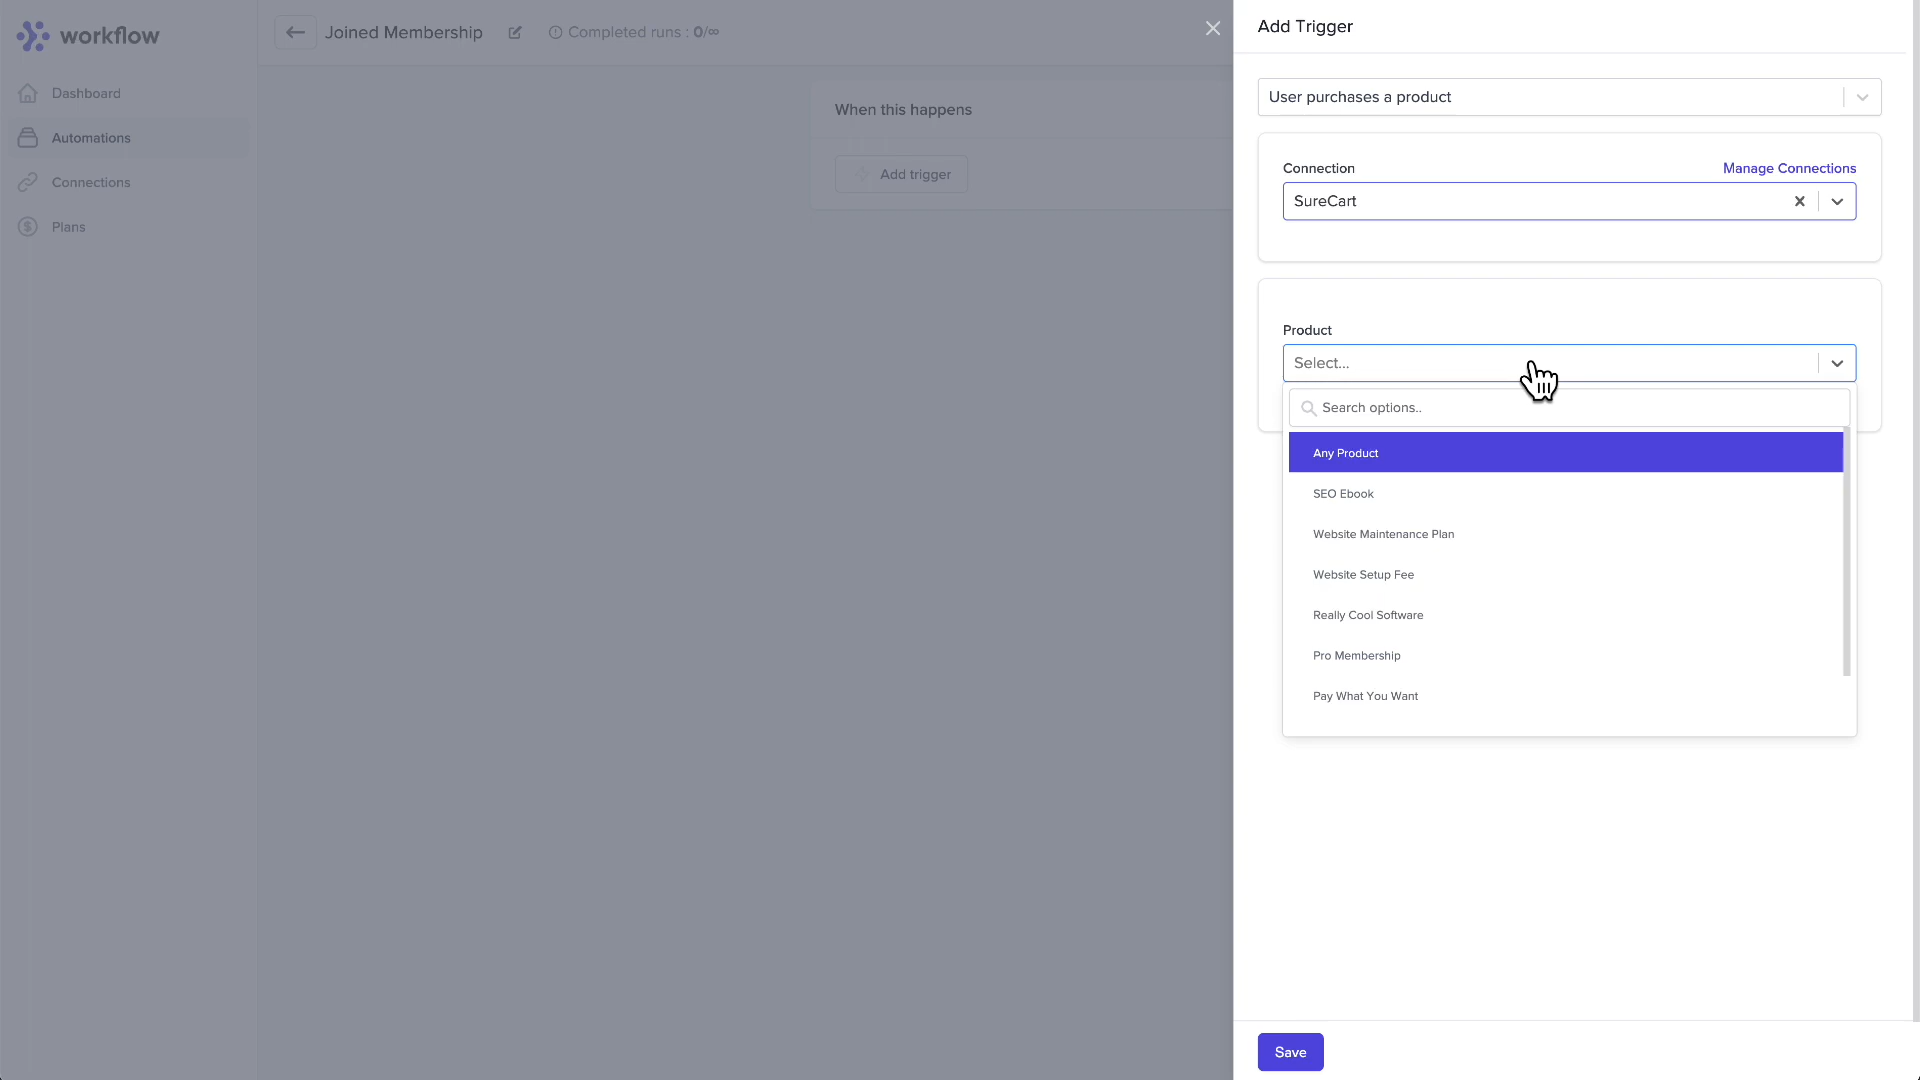 workflow
Dashboard
Automations
Connections
Plans
Joined Membership
Completed runs : 0/∞
When this happens
Add trigger
Add Trigger
User purchases a product
Connection
Manage Connections
SureCart
Product
Select...
Search options..
Any Product
SEO Ebook
Website Maintenance Plan
Website Setup Fee
Really Cool Software
Pro Membership
Pay What You Want
Save